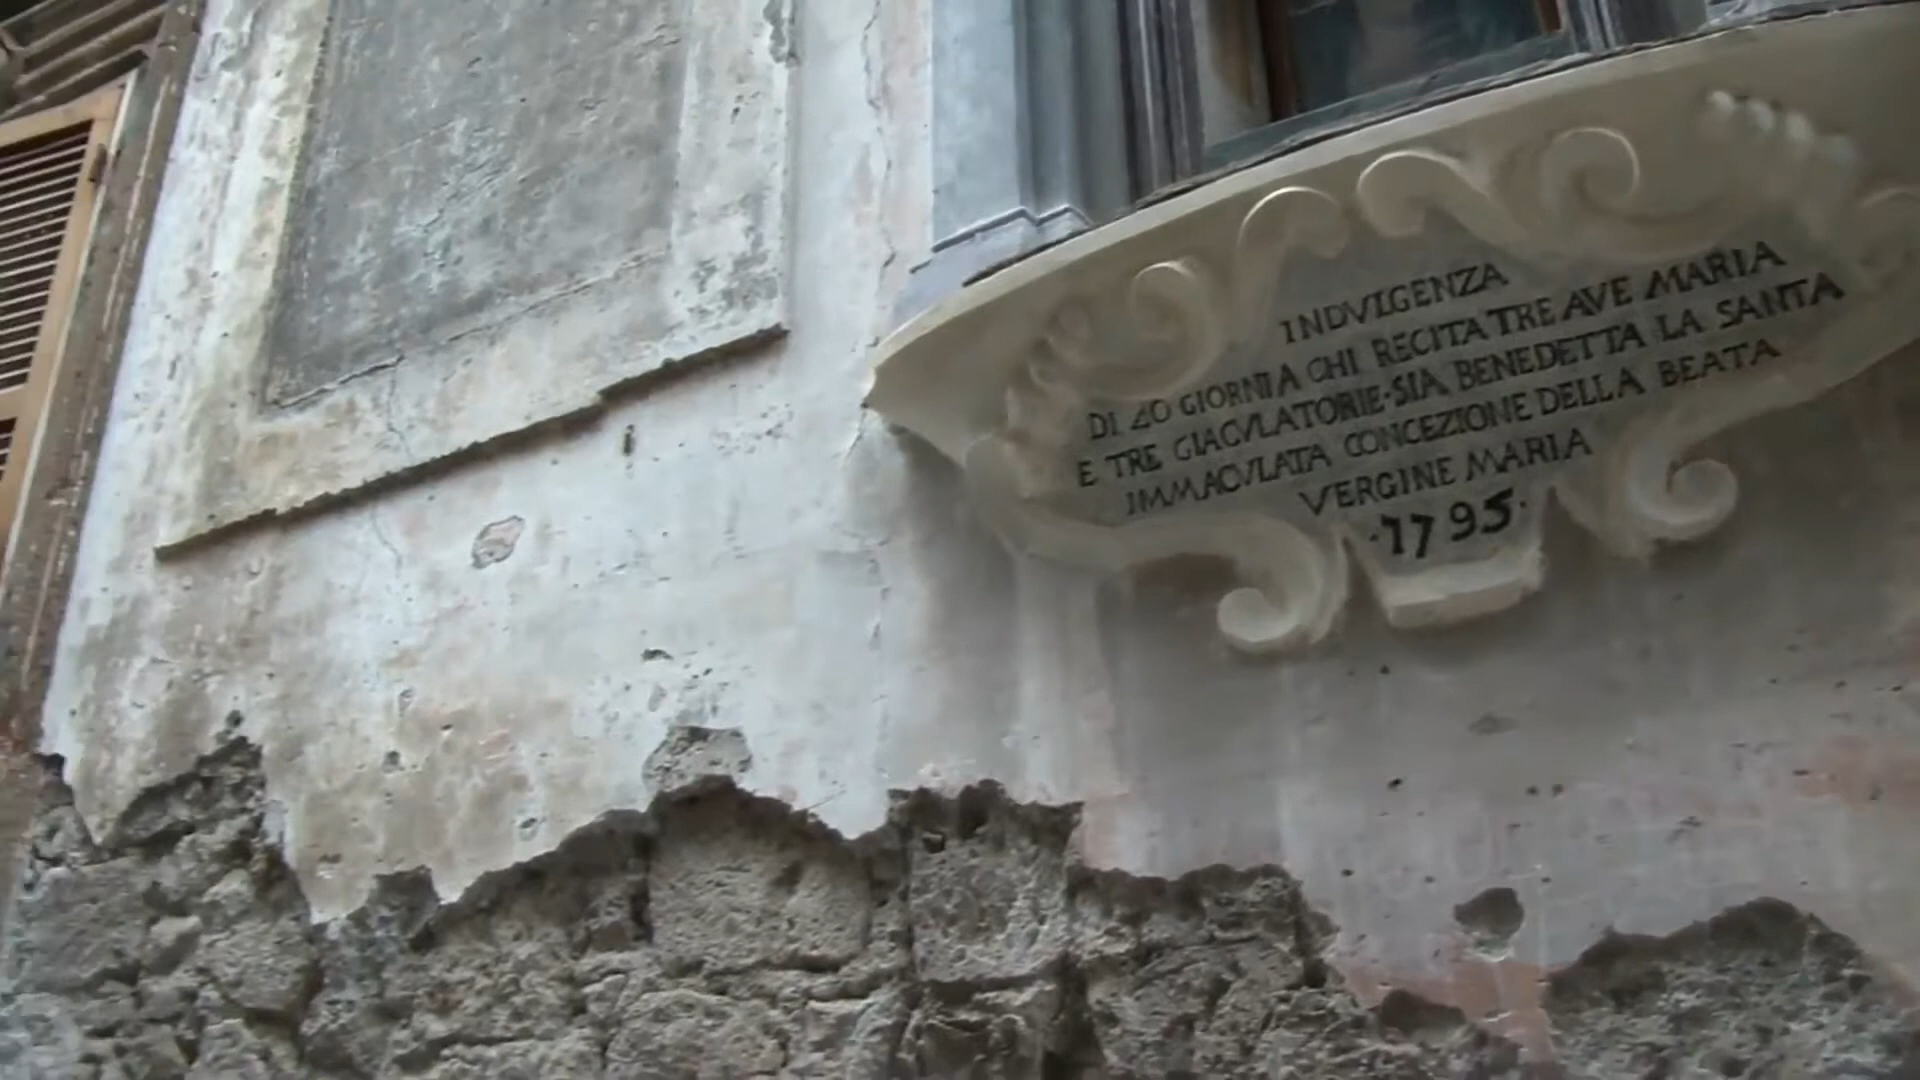 INDVLGENZA
DI 40 GIORNI A CHI RECITA TRE AVE MARIA
E TRE GIACVLATORIE·SIA BENEDETTA LA SANTA
IMMACVLATA CONCEZIONE DELLA BEATA
VERGINE MARIA
·1795·